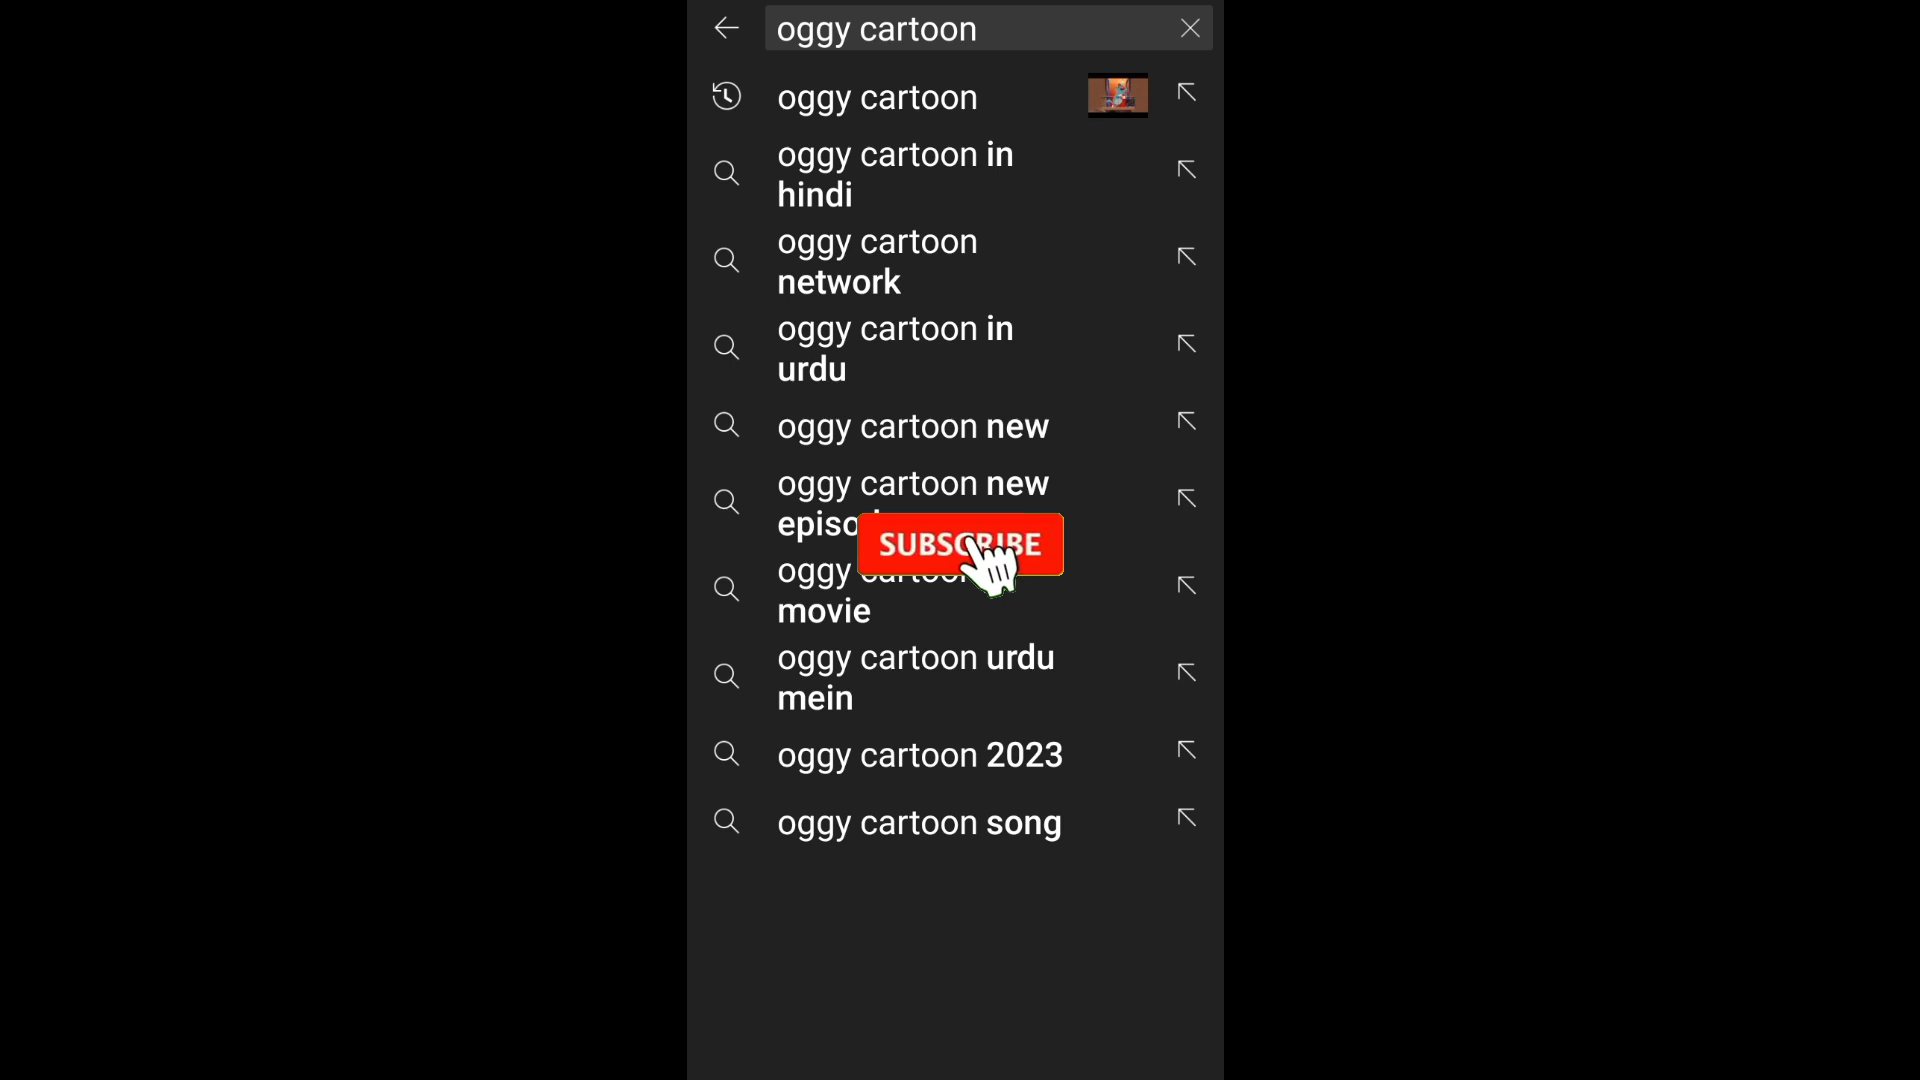 oggy cartoon
oggy cartoon
oggy cartoon in
hindi
oggy cartoon
network
oggy cartoon in
urdu
oggy cartoon new
oggy cartoon new
SUBSCRIBE
oggy
movie
oggy cartoon urdu
mein
oggy cartoon 2023
oggy cartoon song